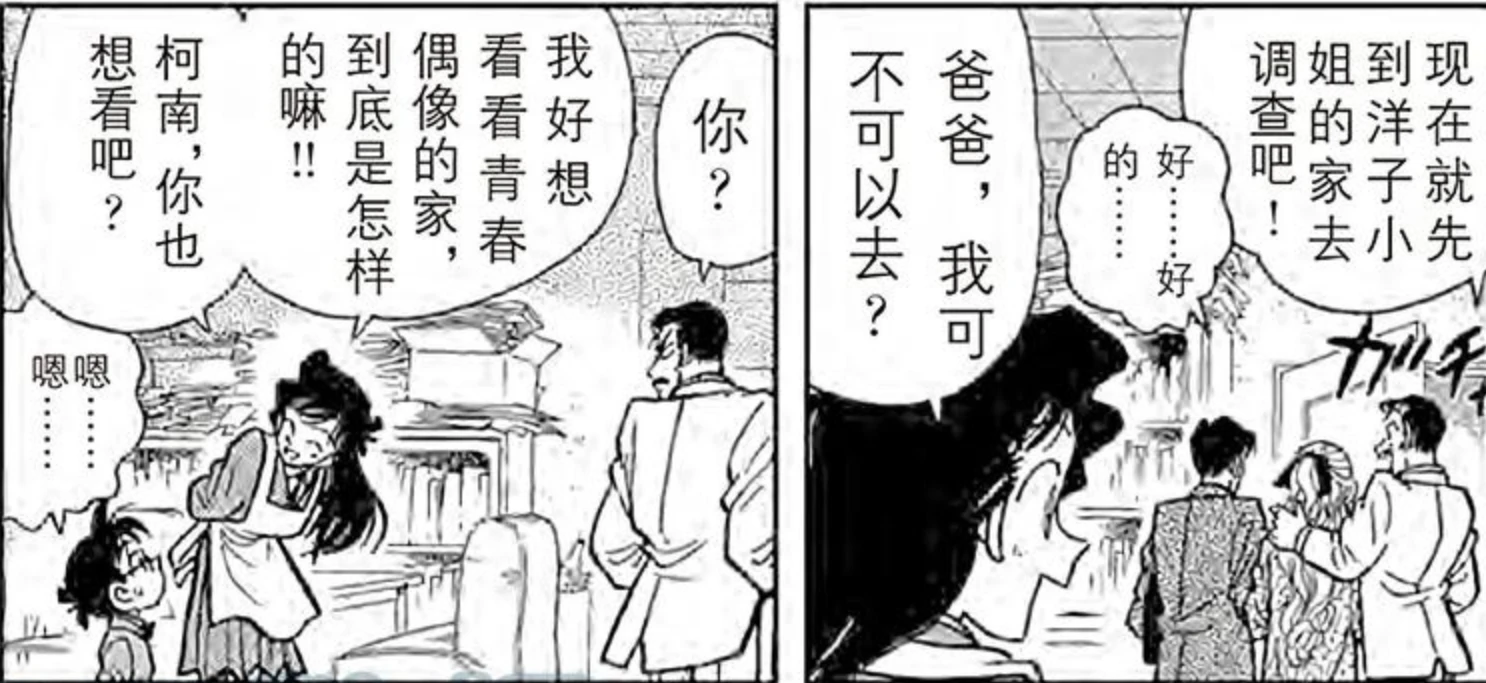 现在就先
到洋子小
姐的家去
调查吧！
好……好
的……
ガチ
爸爸，我可
不可以去？
你？
我好想
看看青春
偶像的家，
到底是怎样
的嘛!!
柯南，你也
想看吧？
嗯……
嗯……